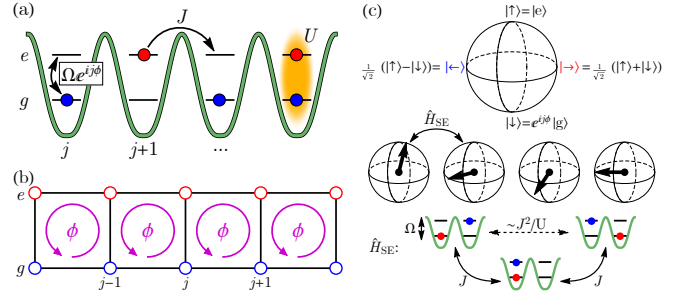 (a)
J
U
e
Ωe^{ijϕ}
g
j
j+1
...
(b)
e
ϕ
ϕ
ϕ
ϕ
g
j-1
j
j+1
(c)
|↑⟩=|e⟩
1/√2 (|↑⟩−|↓⟩)= |←⟩
|→⟩= 1/√2 (|↑⟩+|↓⟩)
|↓⟩=e^{ijϕ}|g⟩
Ĥ_SE
Ω
~J²/U
Ĥ_SE:
J
J